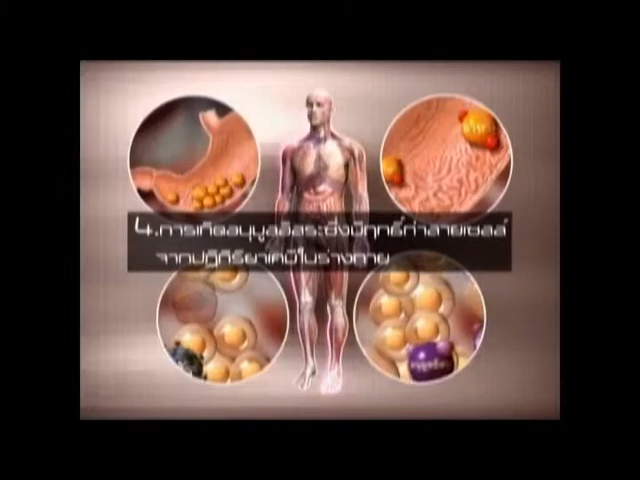 4.การเกิดอนุมูลอิสระซึ่งมีฤทธิ์ทำลายเซลล์
จากปฏิกิริยาเคมีในร่างกาย